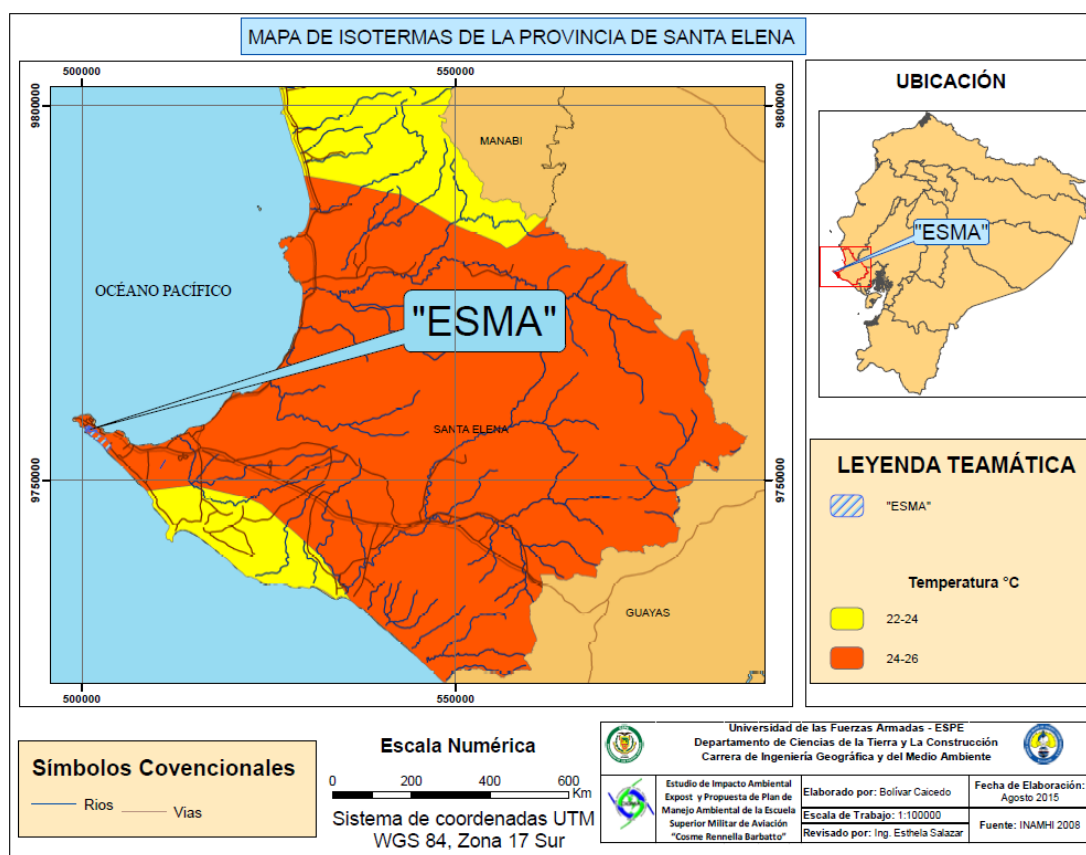 MAPA DE ISOTERMAS DE LA PROVINCIA DE SANTA ELENA
500000
550000
9800000
9800000
MANABI
OCÉANO PACÍFICO
"ESMA"
SANTA ELENA
9750000
9750000
GUAYAS
500000
550000
UBICACIÓN
"ESMA"
LEYENDA TEAMÁTICA
"ESMA"
Temperatura °C
22-24
24-26
Símbolos Covencionales
Rios
Vias
Escala Numérica
0 200 400 600
Km
Sistema de coordenadas UTM
WGS 84, Zona 17 Sur
Universidad de las Fuerzas Armadas - ESPE
Departamento de Ciencias de la Tierra y La Construcción
Carrera de Ingeniería Geográfica y del Medio Ambiente
Estudio de Impacto Ambiental
Expost y Propuesta de Plan de
Manejo Ambiental de la Escuela
Superior Militar de Aviación
"Cosme Rennella Barbatto"
Elaborado por: Bolívar Caicedo
Escala de Trabajo: 1:100000
Revisado por: Ing. Esthela Salazar
Fecha de Elaboración:
Agosto 2015
Fuente: INAMHI 2008